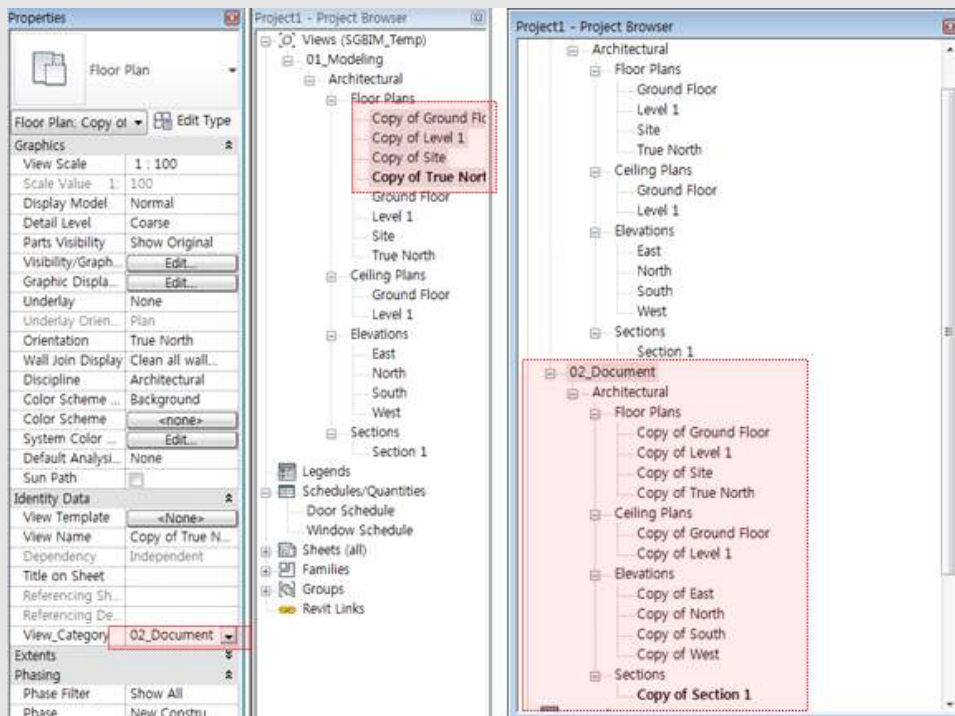 Properties
Floor Plan
Floor Plan: Copy of
Edit Type
Graphics
View Scale 1 : 100
Scale Value 1: 100
Display Model Normal
Detail Level Coarse
Parts Visibility Show Original
Visibility/Graph... Edit...
Graphic Displa... Edit...
Underlay None
Underlay Orien... Plan
Orientation True North
Wall Join Display Clean all wall...
Discipline Architectural
Color Scheme ... Background
Color Scheme <none>
System Color ... Edit...
Default Analysi... None
Sun Path
Identity Data
View Template <None>
View Name Copy of True N...
Dependency Independent
Title on Sheet
Referencing Sh...
Referencing De...
View_Category 02_Document
Extents
Phasing
Phase Filter Show All
Phase New Constru...
Project1 - Project Browser
Views (SGBIM_Temp)
01_Modeling
Architectural
Floor Plans
Copy of Ground Flo
Copy of Level 1
Copy of Site
Copy of True Nort
Ground Floor
Level 1
Site
True North
Ceiling Plans
Ground Floor
Level 1
Elevations
East
North
South
West
Sections
Section 1
Legends
Schedules/Quantities
Door Schedule
Window Schedule
Sheets (all)
Families
Groups
Revit Links
Project1 - Project Browser
Architectural
Floor Plans
Ground Floor
Level 1
Site
True North
Ceiling Plans
Ground Floor
Level 1
Elevations
East
North
South
West
Sections
Section 1
02_Document
Architectural
Floor Plans
Copy of Ground Floor
Copy of Level 1
Copy of Site
Copy of True North
Ceiling Plans
Copy of Ground Floor
Copy of Level 1
Elevations
Copy of East
Copy of North
Copy of South
Copy of West
Sections
Copy of Section 1